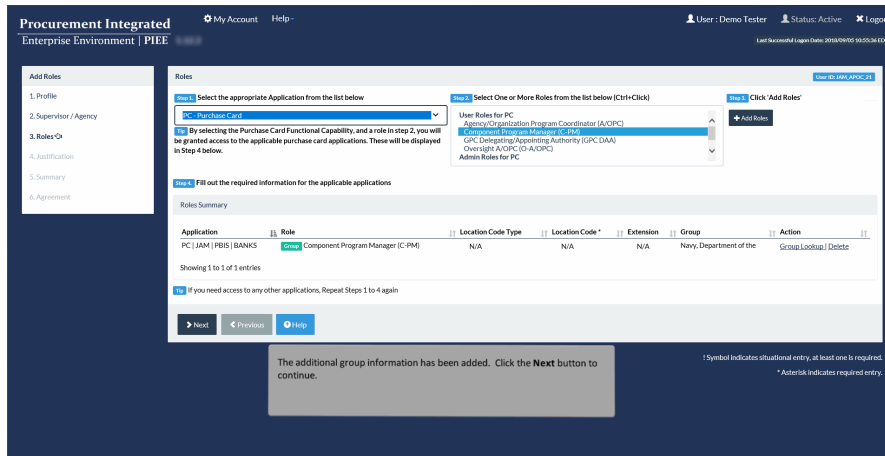 Procurement Integrated
Enterprise Environment | PIEE
My Account
Help
User : Demo Tester
Status: Active
Logon
Last Successful Logon Date: 2018/09/05 10:55:36 ED
Add Roles
1. Profile
2. Supervisor / Agency
3. Roles
4. Justification
5. Summary
6. Agreement
Roles
User ID: JAM_APOC_21
Step 1. Select the appropriate Application from the list below
PC - Purchase Card
Tip By selecting the Purchase Card Functional Capability, and a role in step 2, you will
be granted access to the applicable purchase card applications. These will be displayed
in Step 4 below.
Step 2. Select One or More Roles from the list below (Ctrl+Click)
User Roles for PC
Agency/Organization Program Coordinator (A/OPC)
Component Program Manager (C-PM)
GPC Delegating/Appointing Authority (GPC DAA)
Oversight A/OPC (O-A/OPC)
Admin Roles for PC
Step 3. Click 'Add Roles'
+ Add Roles
Step 4. Fill out the required information for the applicable applications
Roles Summary
Application Role Location Code Type Location Code * Extension Group Action
PC | JAM | PBIS | BANKS Group Component Program Manager (C-PM) N/A N/A N/A Navy, Department of the Group Lookup | Delete
Showing 1 to 1 of 1 entries
Tip If you need access to any other applications, Repeat Steps 1 to 4 again
Next
Previous
Help
The additional group information has been added. Click the Next button to
continue.
! Symbol indicates situational entry, at least one is required.
* Asterisk indicates required entry.